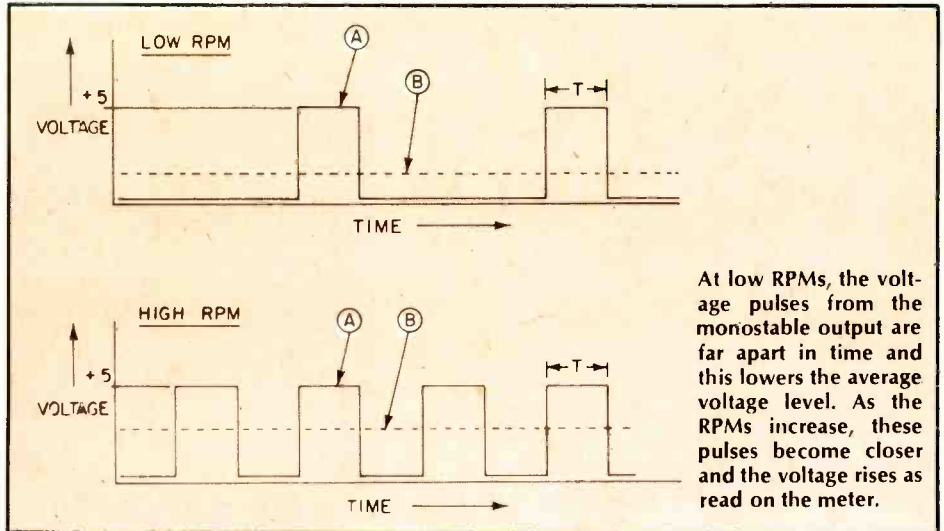 LOW RPM
A
B
T
+5
VOLTAGE
TIME
HIGH RPM
A
B
T
+5
VOLTAGE
TIME
At low RPMs, the volt-
age pulses from the
monostable output are
far apart in time and
this lowers the average
voltage level. As the
RPMs increase, these
pulses become closer
and the voltage rises as
read on the meter.